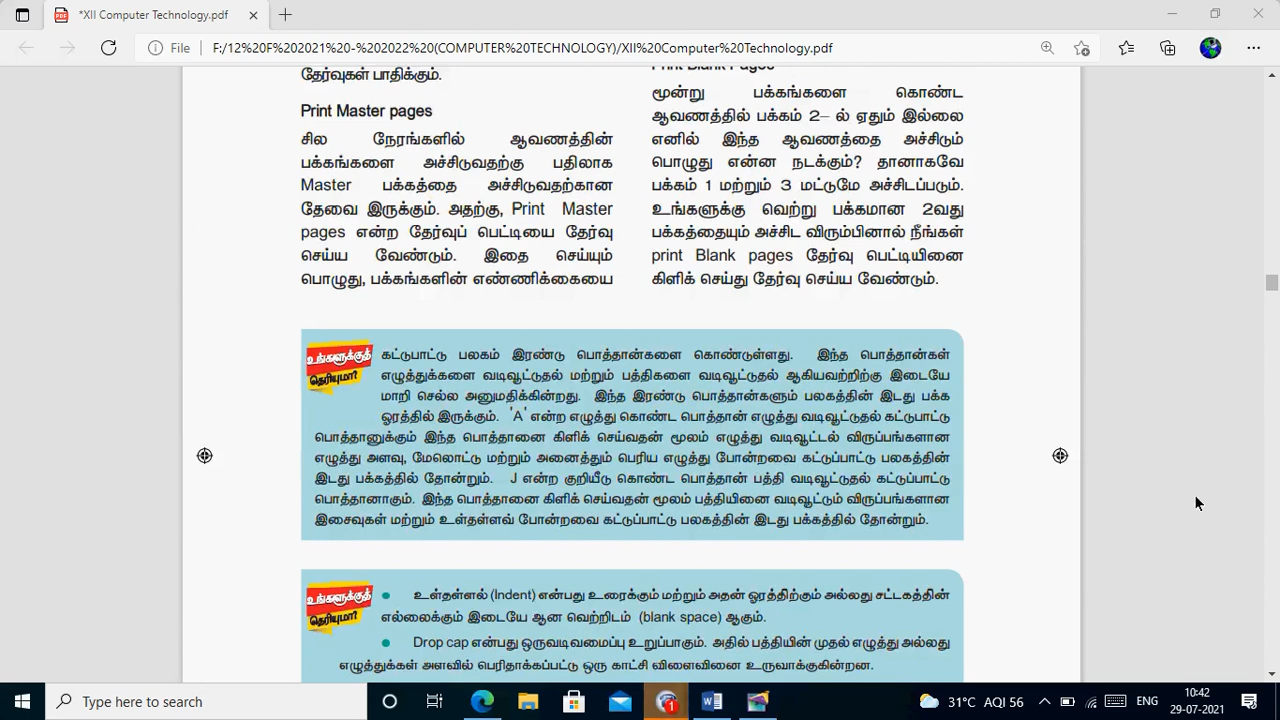 *XII Computer Technology.pdf
File
F:/12%20F%202021%20-%202022%20(COMPUTER%20TECHNOLOGY)/XII%20Computer%20Technology.pdf
தேர்வுகள் பாதிக்கும்.
Print Master pages
சில நேரங்களில் ஆவணத்தின்
பக்கங்களை அச்சிடுவதற்கு பதிலாக
Master பக்கத்தை அச்சிடுவதற்கான
தேவை இருக்கும். அதற்கு, Print Master
pages என்ற தேர்வுப் பெட்டியை தேர்வு
செய்ய வேண்டும். இதை செய்யும்
பொழுது, பக்கங்களின் எண்ணிக்கையை
Print Blank Pages
மூன்று பக்கங்களை கொண்ட
ஆவணத்தில் பக்கம் 2– ல் ஏதும் இல்லை
எனில் இந்த ஆவணத்தை அச்சிடும்
பொழுது என்ன நடக்கும்? தானாகவே
பக்கம் 1 மற்றும் 3 மட்டுமே அச்சிடப்படும்.
உங்களுக்கு வெற்று பக்கமான 2வது
பக்கத்தையும் அச்சிட விரும்பினால் நீங்கள்
print Blank pages தேர்வு பெட்டியினை
கிளிக் செய்து தேர்வு செய்ய வேண்டும்.
உங்களுக்குத்
தெரியுமா?
கட்டுபாட்டு பலகம் இரண்டு பொத்தான்களை கொண்டுள்ளது. இந்த பொத்தான்கள்
எழுத்துக்களை வடிவூட்டுதல் மற்றும் பத்திகளை வடிவூட்டுதல் ஆகியவற்றிற்கு இடையே
மாறி செல்ல அனுமதிக்கின்றது. இந்த இரண்டு பொத்தான்களும் பலகத்தின் இடது பக்க
ஓரத்தில் இருக்கும். 'A' என்ற எழுத்து கொண்ட பொத்தான் எழுத்து வடிவூட்டுதல் கட்டுபாட்டு
பொத்தானுக்கும் இந்த பொத்தானை கிளிக் செய்வதன் மூலம் எழுத்து வடிவூட்டல் விருப்பங்களான
எழுத்து அளவு, மேலொட்டு மற்றும் அனைத்தும் பெரிய எழுத்து போன்றவை கட்டுப்பாட்டு பலகத்தின்
இடது பக்கத்தில் தோன்றும். J என்ற குறியீடு கொண்ட பொத்தான் பத்தி வடிவூட்டுதல் கட்டுபாட்டு
பொத்தானாகும். இந்த பொத்தானை கிளிக் செய்வதன் மூலம் பத்தியினை வடிவூட்டும் விருப்பங்களான
இசைவுகள் மற்றும் உள்தள்ளவ் போன்றவை கட்டுப்பாட்டு பலகத்தின் இடது பக்கத்தில் தோன்றும்.
உங்களுக்குத்
தெரியுமா?
• உள்தள்ளல் (Indent) என்பது உரைக்கும் மற்றும் அதன் ஓரத்திற்கும் அல்லது சட்டகத்தின்
எல்லைக்கும் இடையே ஆன வெற்றிடம் (blank space) ஆகும்.
• Drop cap என்பது ஒருவடிவமைப்பு உறுப்பாகும். அதில் பத்தியின் முதல் எழுத்து அல்லது
எழுத்துக்கள் அளவில் பெரிதாக்கப்பட்டு ஒரு காட்சி விளைவினை உருவாக்குகின்றன.
Type here to search
31°C AQI 56
ENG
10:42
29-07-2021